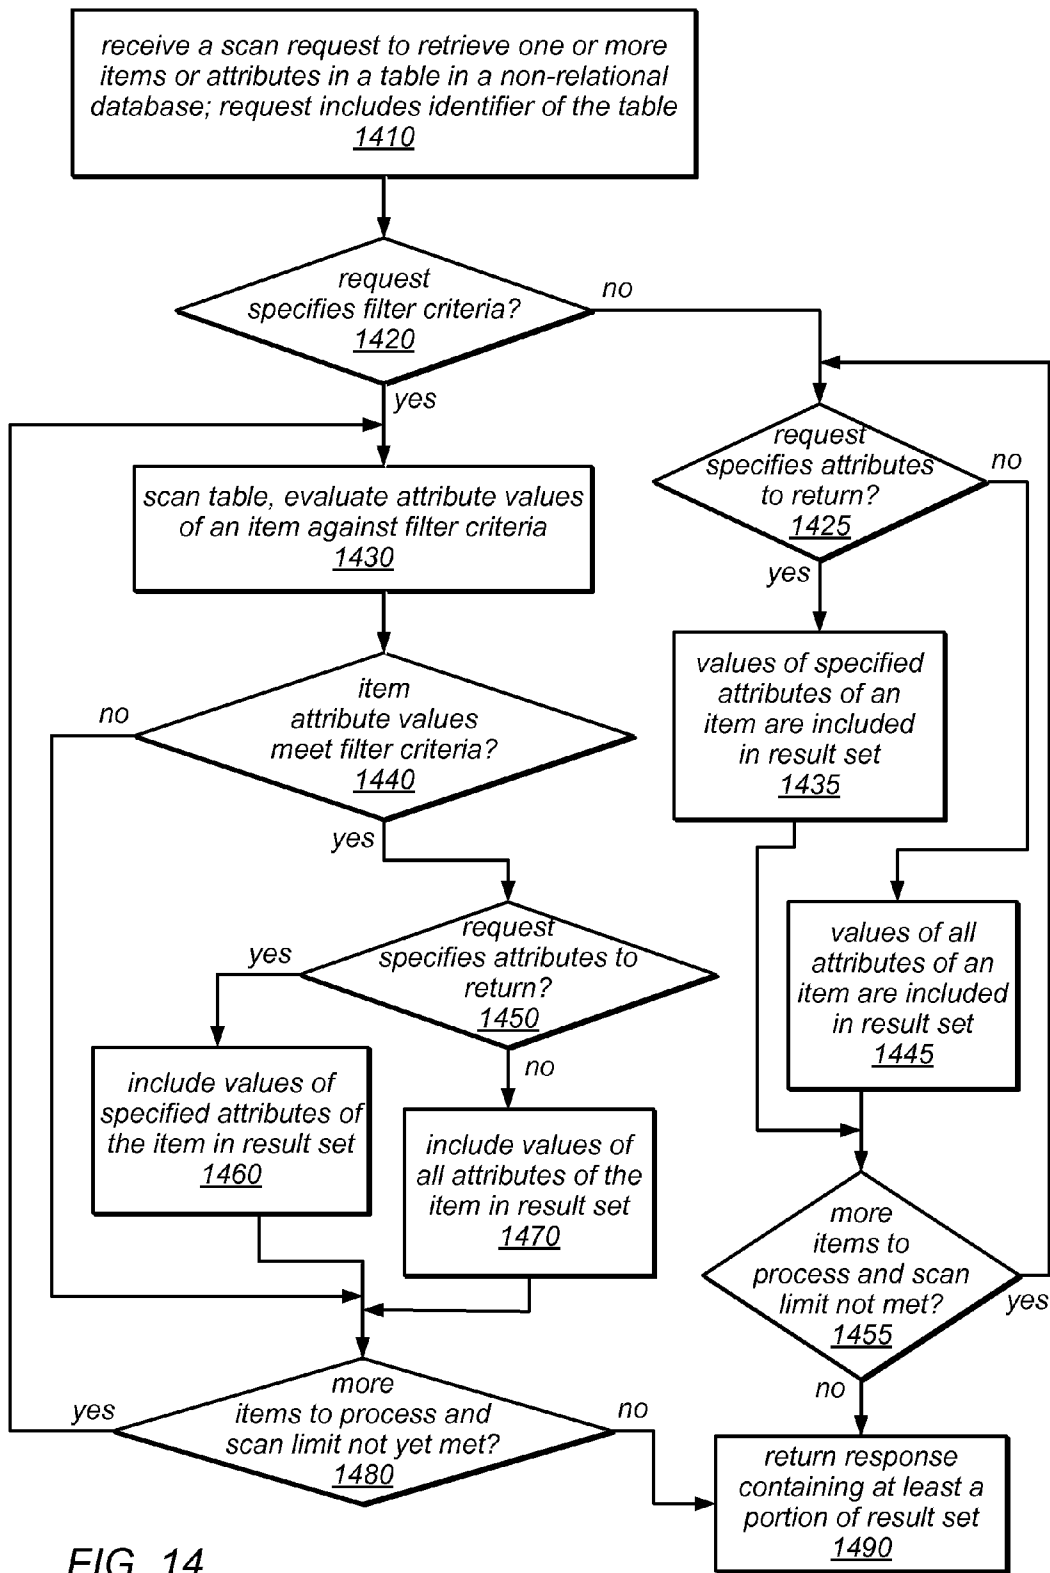 receive a scan request to retrieve one or more
items or attributes in a table in a non-relational
database; request includes identifier of the table
1410
request
specifies filter criteria?
1420
no
yes
request
specifies attributes
to return?
1425
no
yes
scan table, evaluate attribute values
of an item against filter criteria
1430
values of specified
attributes of an
item are included
in result set
1435
item
attribute values
meet filter criteria?
1440
no
yes
request
specifies attributes to
return?
1450
yes
no
values of all
attributes of an
item are included
in result set
1445
include values of
specified attributes of
the item in result set
1460
include values of
all attributes of the
item in result set
1470
more
items to
process and scan
limit not met?
1455
yes
no
more
items to process and
scan limit not yet met?
1480
yes
no
return response
containing at least a
portion of result set
1490
FIG. 14